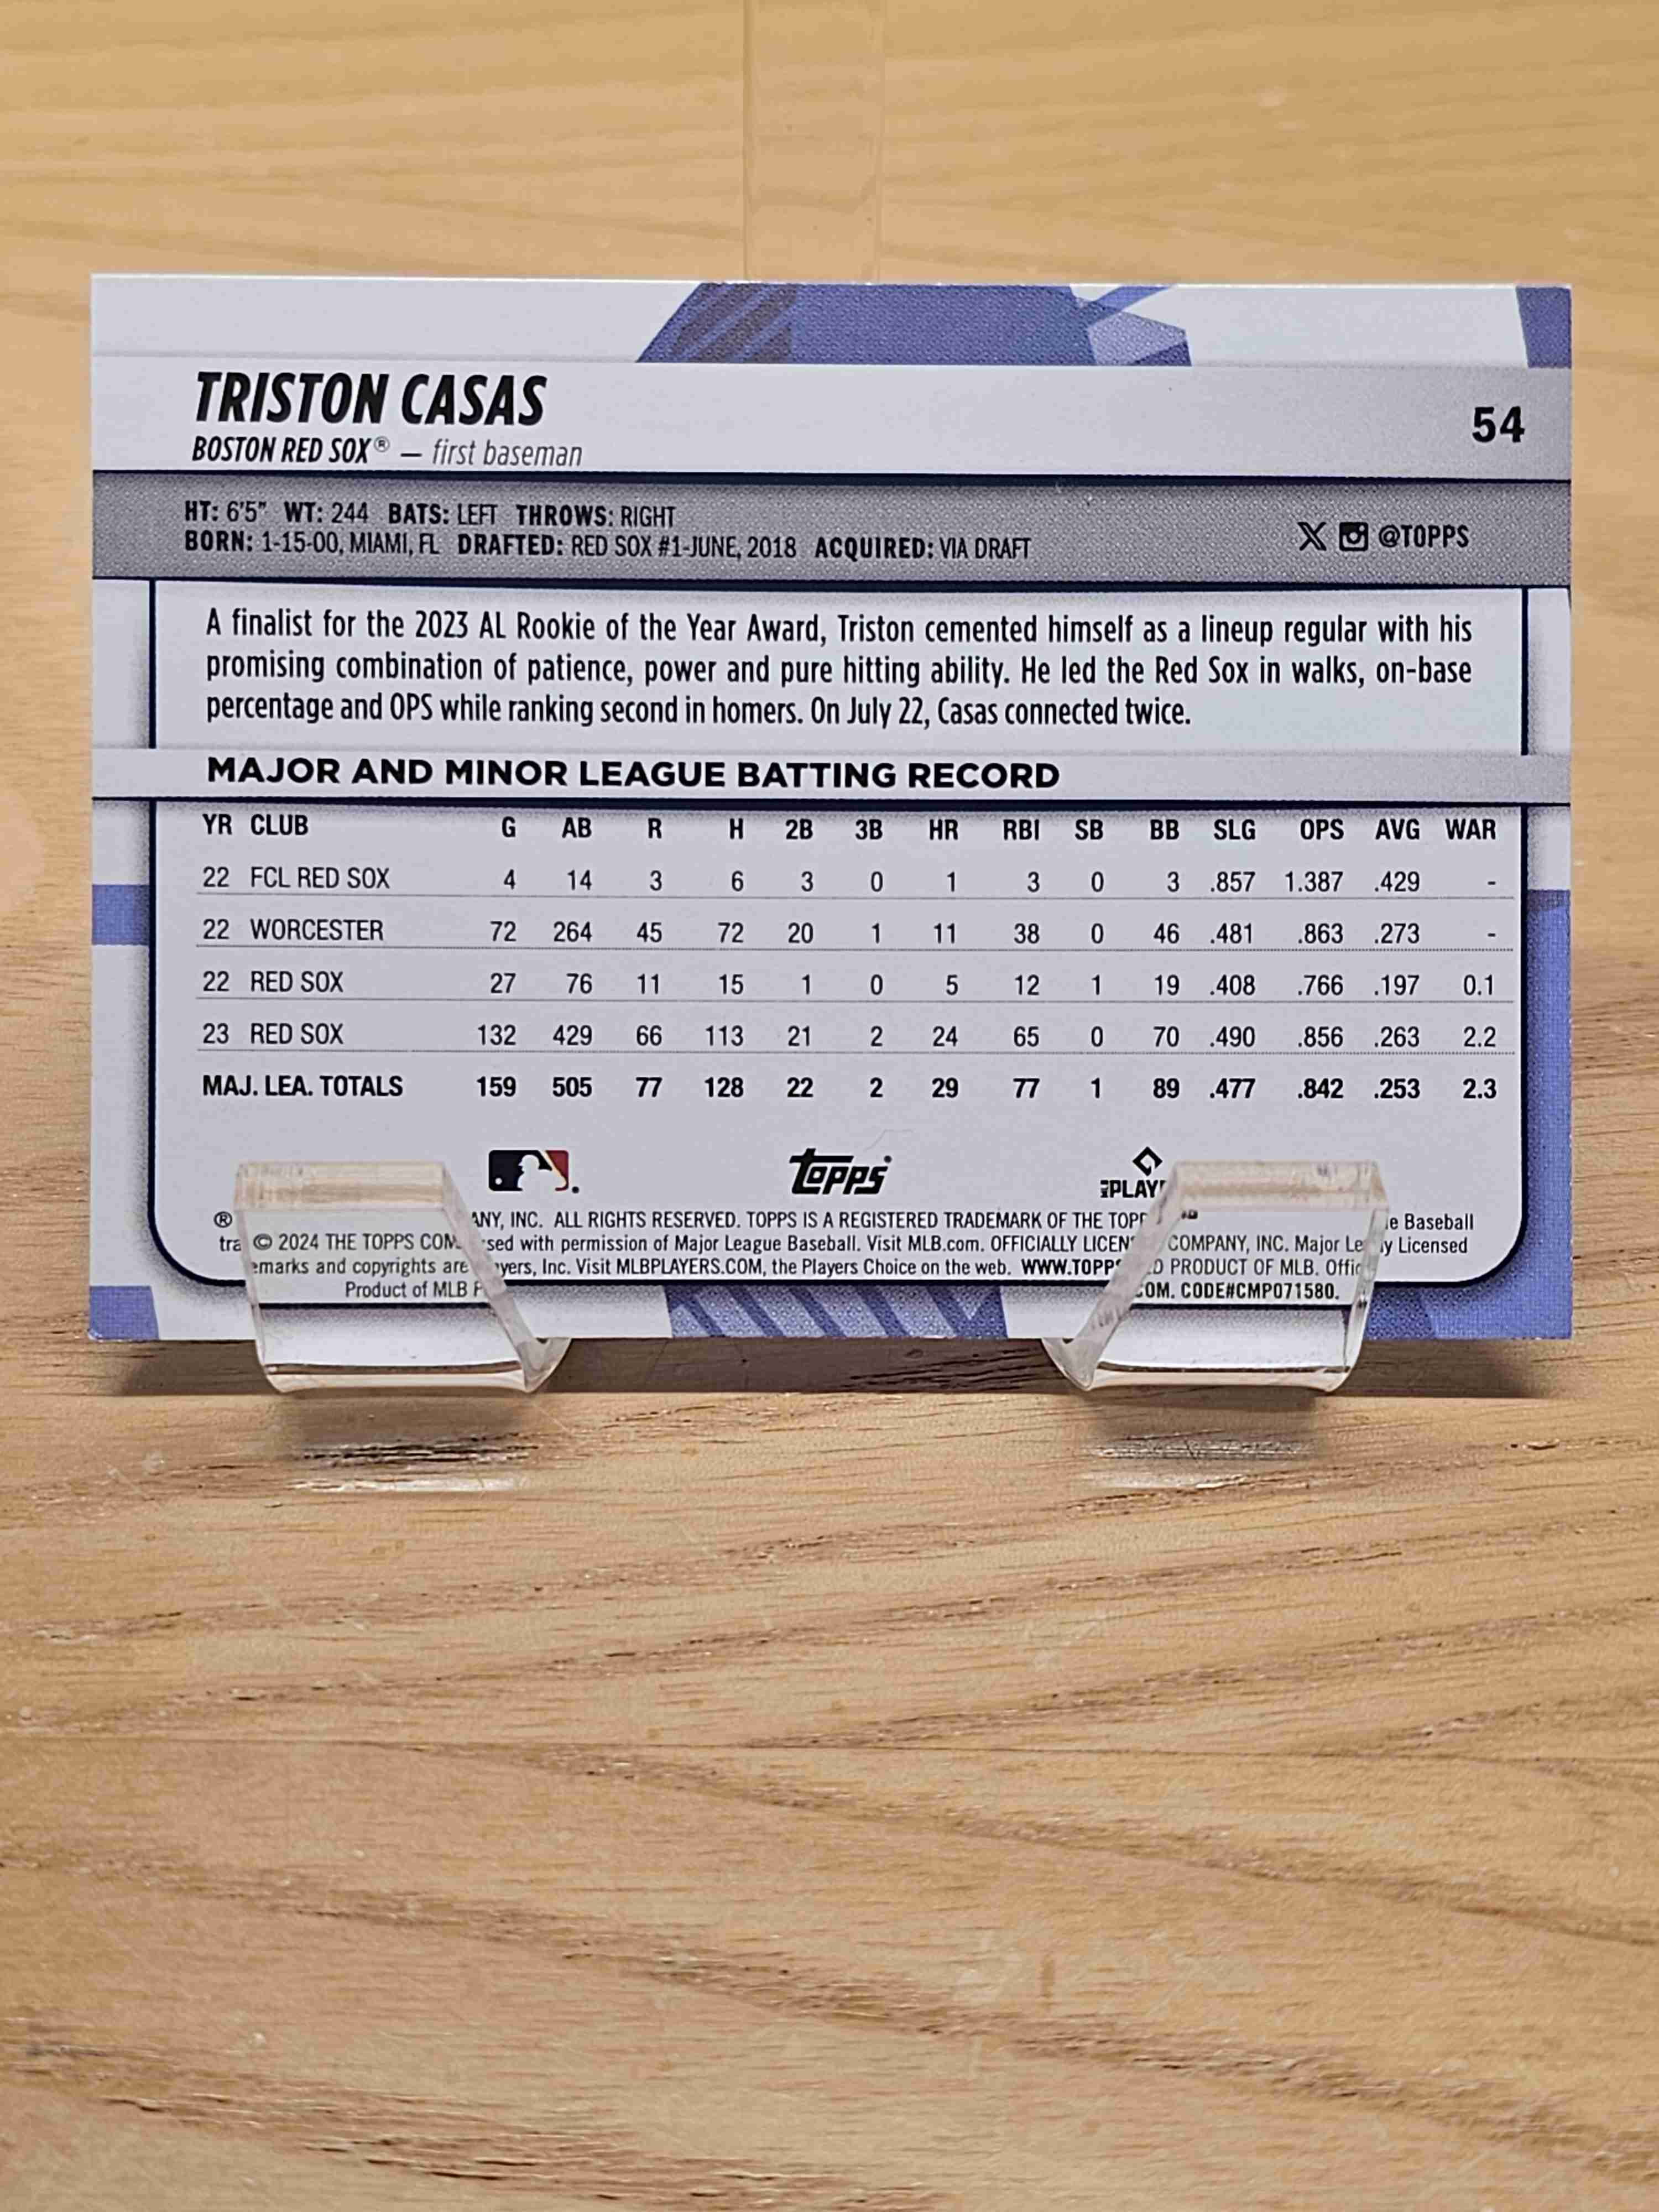 TRISTON CASAS
54
BOSTON RED SOX® — first baseman
HT: 6'5" WT: 244 BATS: LEFT THROWS: RIGHT
BORN: 1-15-00, MIAMI, FL DRAFTED: RED SOX #1-JUNE, 2018 ACQUIRED: VIA DRAFT
@TOPPS
A finalist for the 2023 AL Rookie of the Year Award, Triston cemented himself as a lineup regular with his
promising combination of patience, power and pure hitting ability. He led the Red Sox in walks, on-base
percentage and OPS while ranking second in homers. On July 22, Casas connected twice.
MAJOR AND MINOR LEAGUE BATTING RECORD
YR CLUB G AB R H 2B 3B HR RBI SB BB SLG OPS AVG WAR
22 FCL RED SOX 4 14 3 6 3 0 1 3 0 3 .857 1.387 .429 -
22 WORCESTER 72 264 45 72 20 1 11 38 0 46 .481 .863 .273 -
22 RED SOX 27 76 11 15 1 0 5 12 1 19 .408 .766 .197 0.1
23 RED SOX 132 429 66 113 21 2 24 65 0 70 .490 .856 .263 2.2
MAJ. LEA. TOTALS 159 505 77 128 22 2 29 77 1 89 .477 .842 .253 2.3
Topps
® © 2024 THE TOPPS INC. ALL RIGHTS RESERVED. TOPPS IS A REGISTERED TRADEMARK OF THE COMPANY, INC. Major Baseball
and copyrights are with permission of Major League Baseball. Visit MLB.com. OFFICIALLY PRODUCT OF MLB. Licensed
Product of MLB Inc. Visit MLBPLAYERS.COM, the Players Choice on the web. CODE#CMP071580.